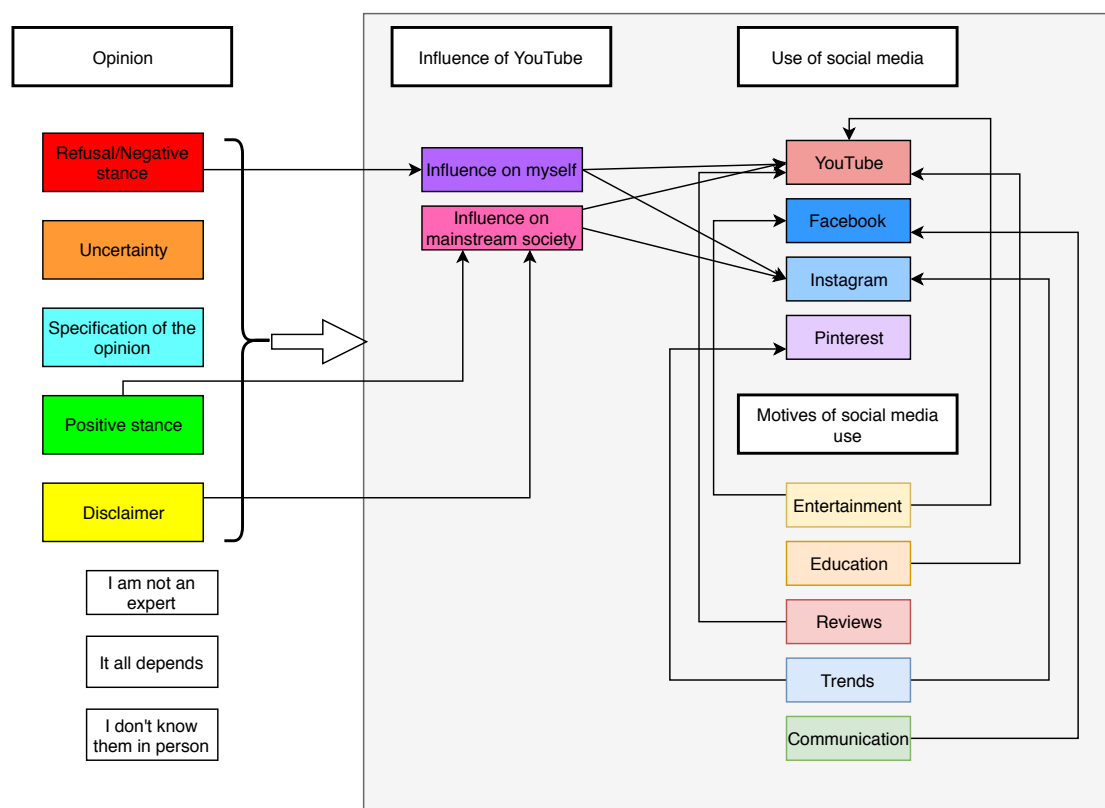 Opinion
Influence of YouTube
Use of social media
Refusal/Negative
stance
Uncertainty
Specification of the
opinion
Positive stance
Disclaimer
I am not an
expert
It all depends
I don't know
them in person
Influence on myself
Influence on
mainstream society
YouTube
Facebook
Instagram
Pinterest
Motives of social media
use
Entertainment
Education
Reviews
Trends
Communication